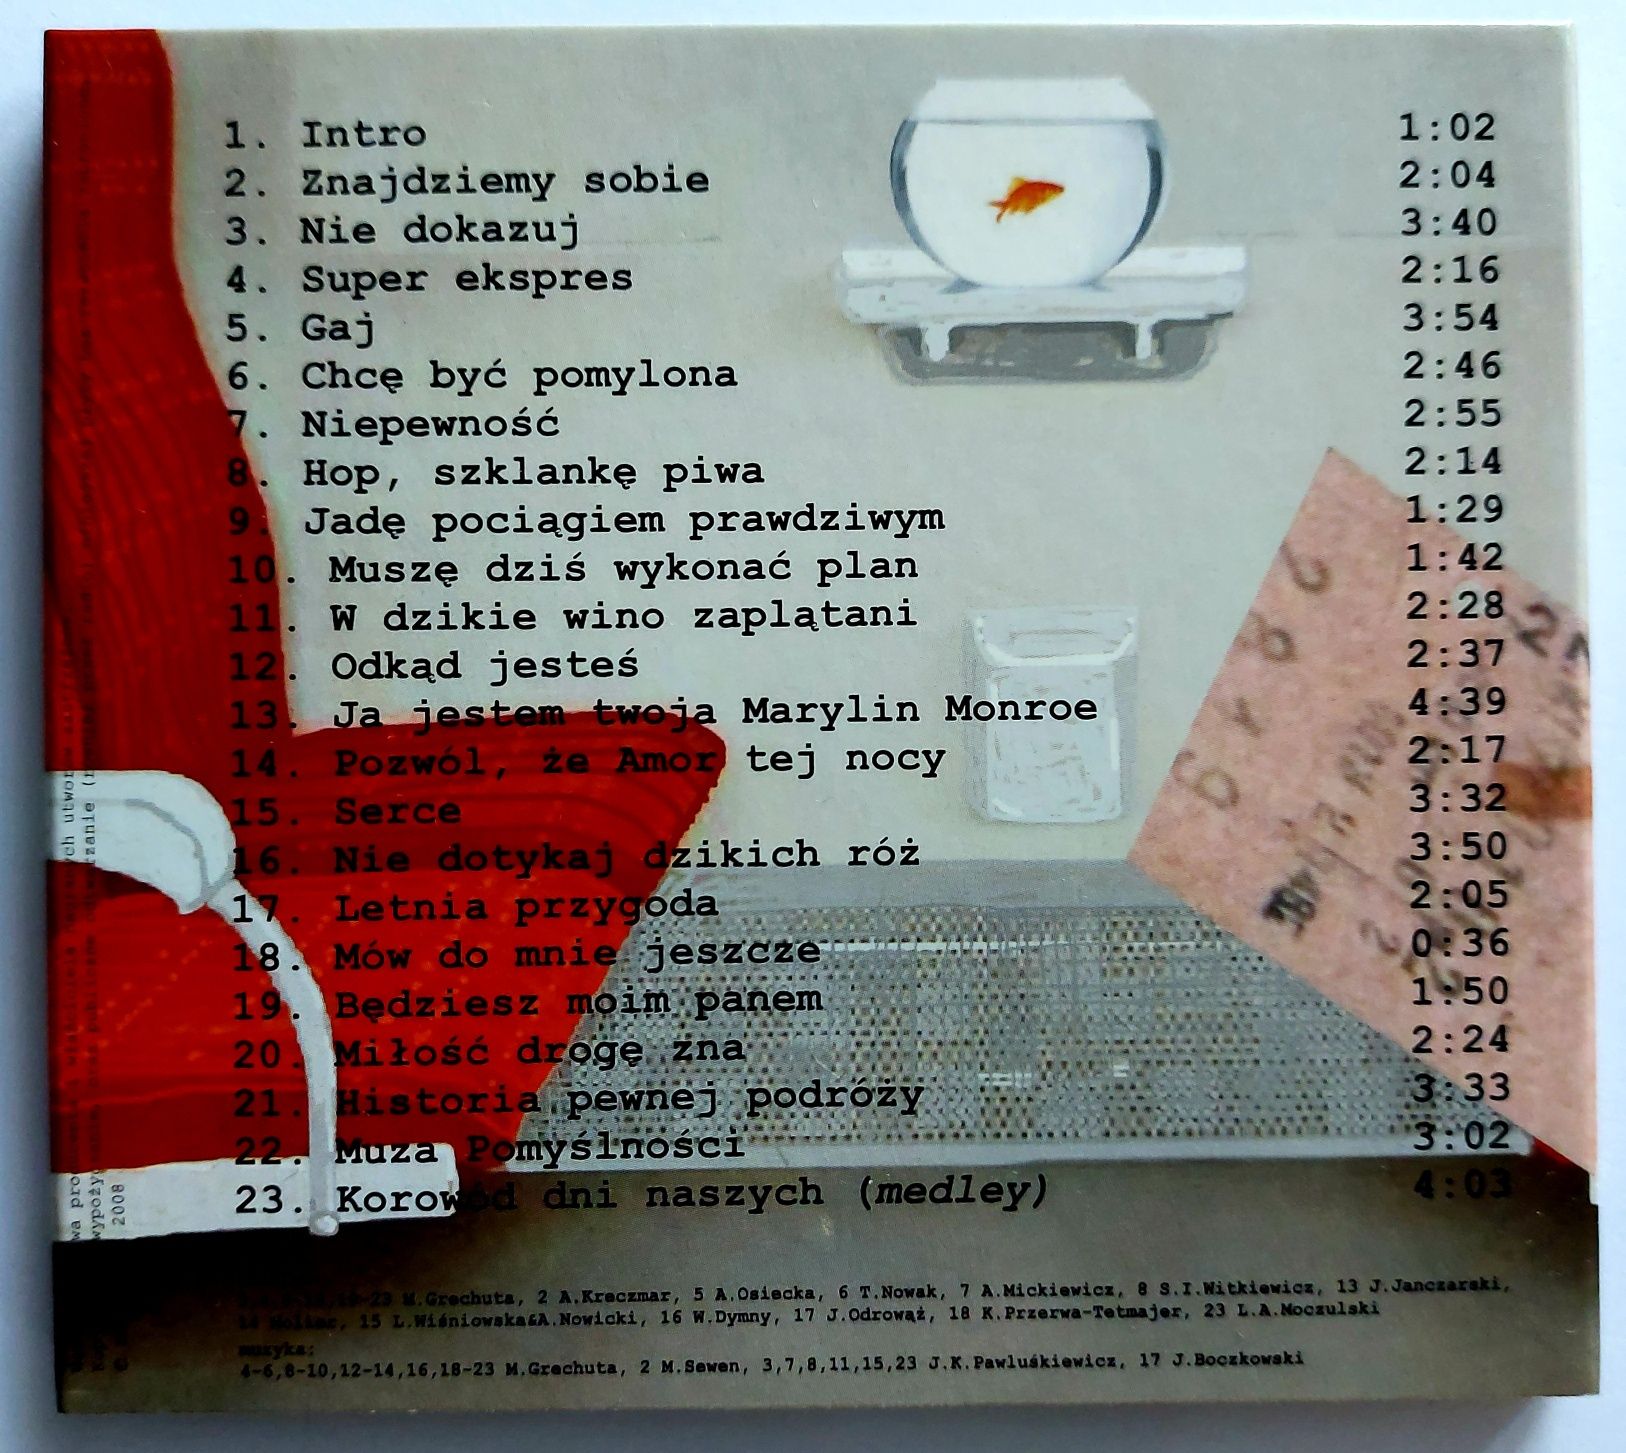 1. Intro 1:02
2. Znajdziemy sobie 2:04
3. Nie dokazuj 3:40
4. Super ekspres 2:16
5. Gaj 3:54
6. Chcę być pomylona 2:46
7. Niepewność 2:55
8. Hop, szklankę piwa 2:14
9. Jadę pociągiem prawdziwym 1:29
10. Muszę dziś wykonać plan 1:42
11. W dzikie wino zaplątani 2:28
12. Odkąd jesteś 2:37
13. Ja jestem twoja Marylin Monroe 4:39
14. Pozwól, że Amor tej nocy 2:17
15. Serce 3:32
16. Nie dotykaj dzikich róż 3:50
17. Letnia przygoda 2:05
18. Mów do mnie jeszcze 0:36
19. Będziesz moim panem 1:50
20. Miłość drogę zna 2:24
21. Historia pewnej podróży 3:33
22. Muza Pomyślności 3:02
23. Korowód dni naszych (medley) 4:03
M.Grechuta, 2 A.Kreczmar, 5 A.Osiecka, 6 T.Nowak, 7 A.Mickiewicz, 8 S.I.Witkiewicz, 13 J.Janczarski,
15 L.Wiśniowska&A.Nowicki, 16 W.Dymny, 17 J.Odrowąż, 18 K.Przerwa-Tetmajer, 23 L.A.Moczulski
muzyka:
4-6,8-10,12-14,16,18-23 M.Grechuta, 2 M.Sewen, 3,7,8,11,15,23 J.K.Pawluśkiewicz, 17 J.Boczkowski
2008